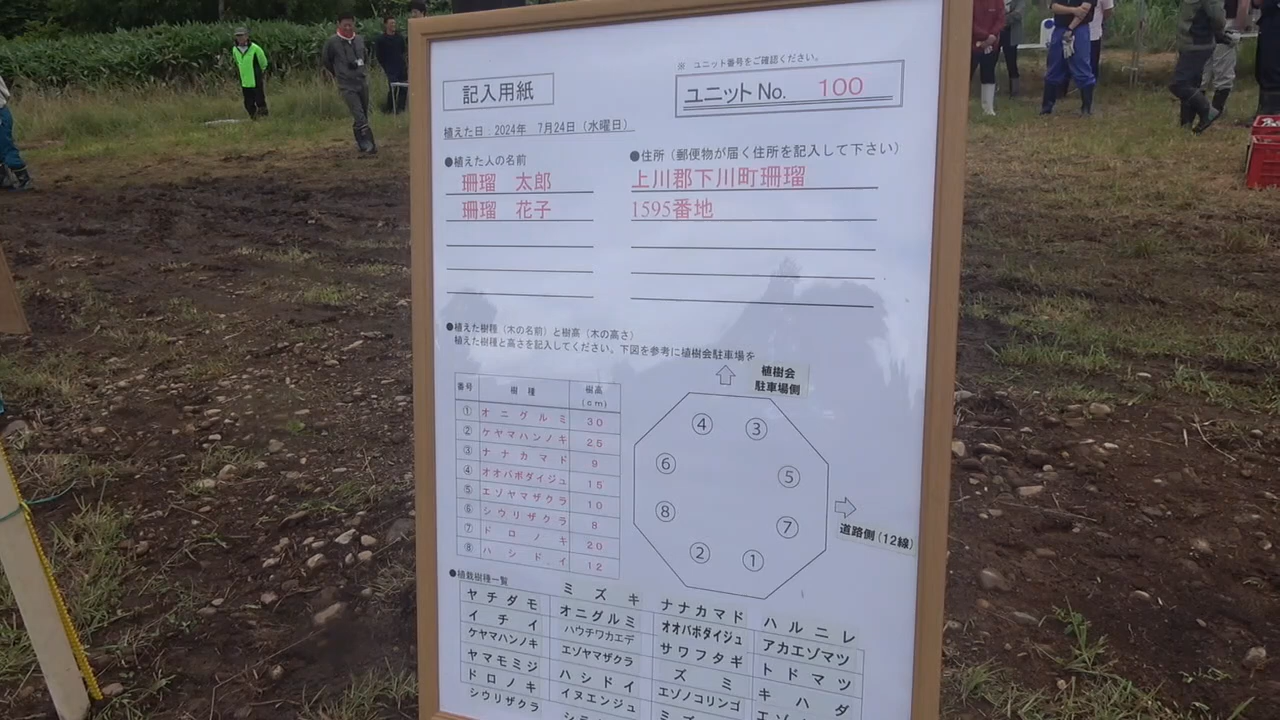 ※ ユニット番号をご確認ください。
記入用紙
ユニット No. 100
植えた日：2024年 7月24日（水曜日）
●植えた人の名前
珊瑠 太郎
珊瑠 花子
●住所（郵便物が届く住所を記入して下さい）
上川郡下川町珊瑠
1595番地
●植えた樹種（木の名前）と樹高（木の高さ）
植えた樹種と高さを記入してください。下図を参考に植樹会駐車場を
番号 樹種 樹高(cm)
① オニグルミ 30
② ケヤマハンノキ 25
③ ナナカマド 9
④ オオバボダイジュ 15
⑤ エゾヤマザクラ 10
⑥ シウリザクラ 8
⑦ ドロノキ 20
⑧ ハシドイ 12
植樹会
駐車場側
④ ③
⑥ ⑤
⑧ ⑦
② ①
道路側(12線)
●植栽樹種一覧
ヤチダモ ミズキ ナナカマド ハルニレ
イチイ オニグルミ オオバボダイジュ アカエゾマツ
ケヤマハンノキ ハウチワカエデ サワフタギ トドマツ
ヤマモミジ エゾヤマザクラ ズミ キハダ
ドロノキ ハシドイ エゾノコリンゴ
シウリザクラ イヌエンジュ